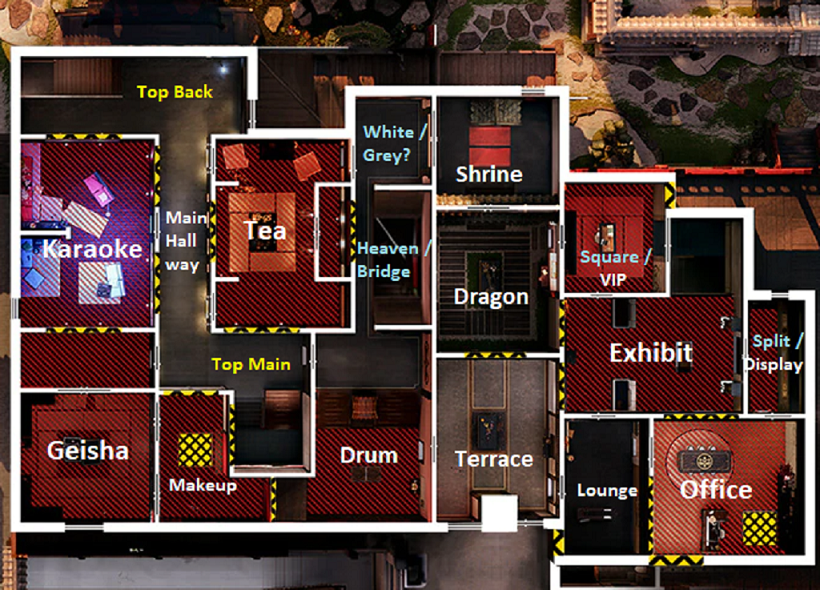 Top Back
White /
Grey?
Shrine
Main
Hall
way
Tea
Karaoke
Heaven /
Bridge
Square /
VIP
Dragon
Exhibit
Split /
Display
Top Main
Geisha
Makeup
Drum
Terrace
Lounge
Office